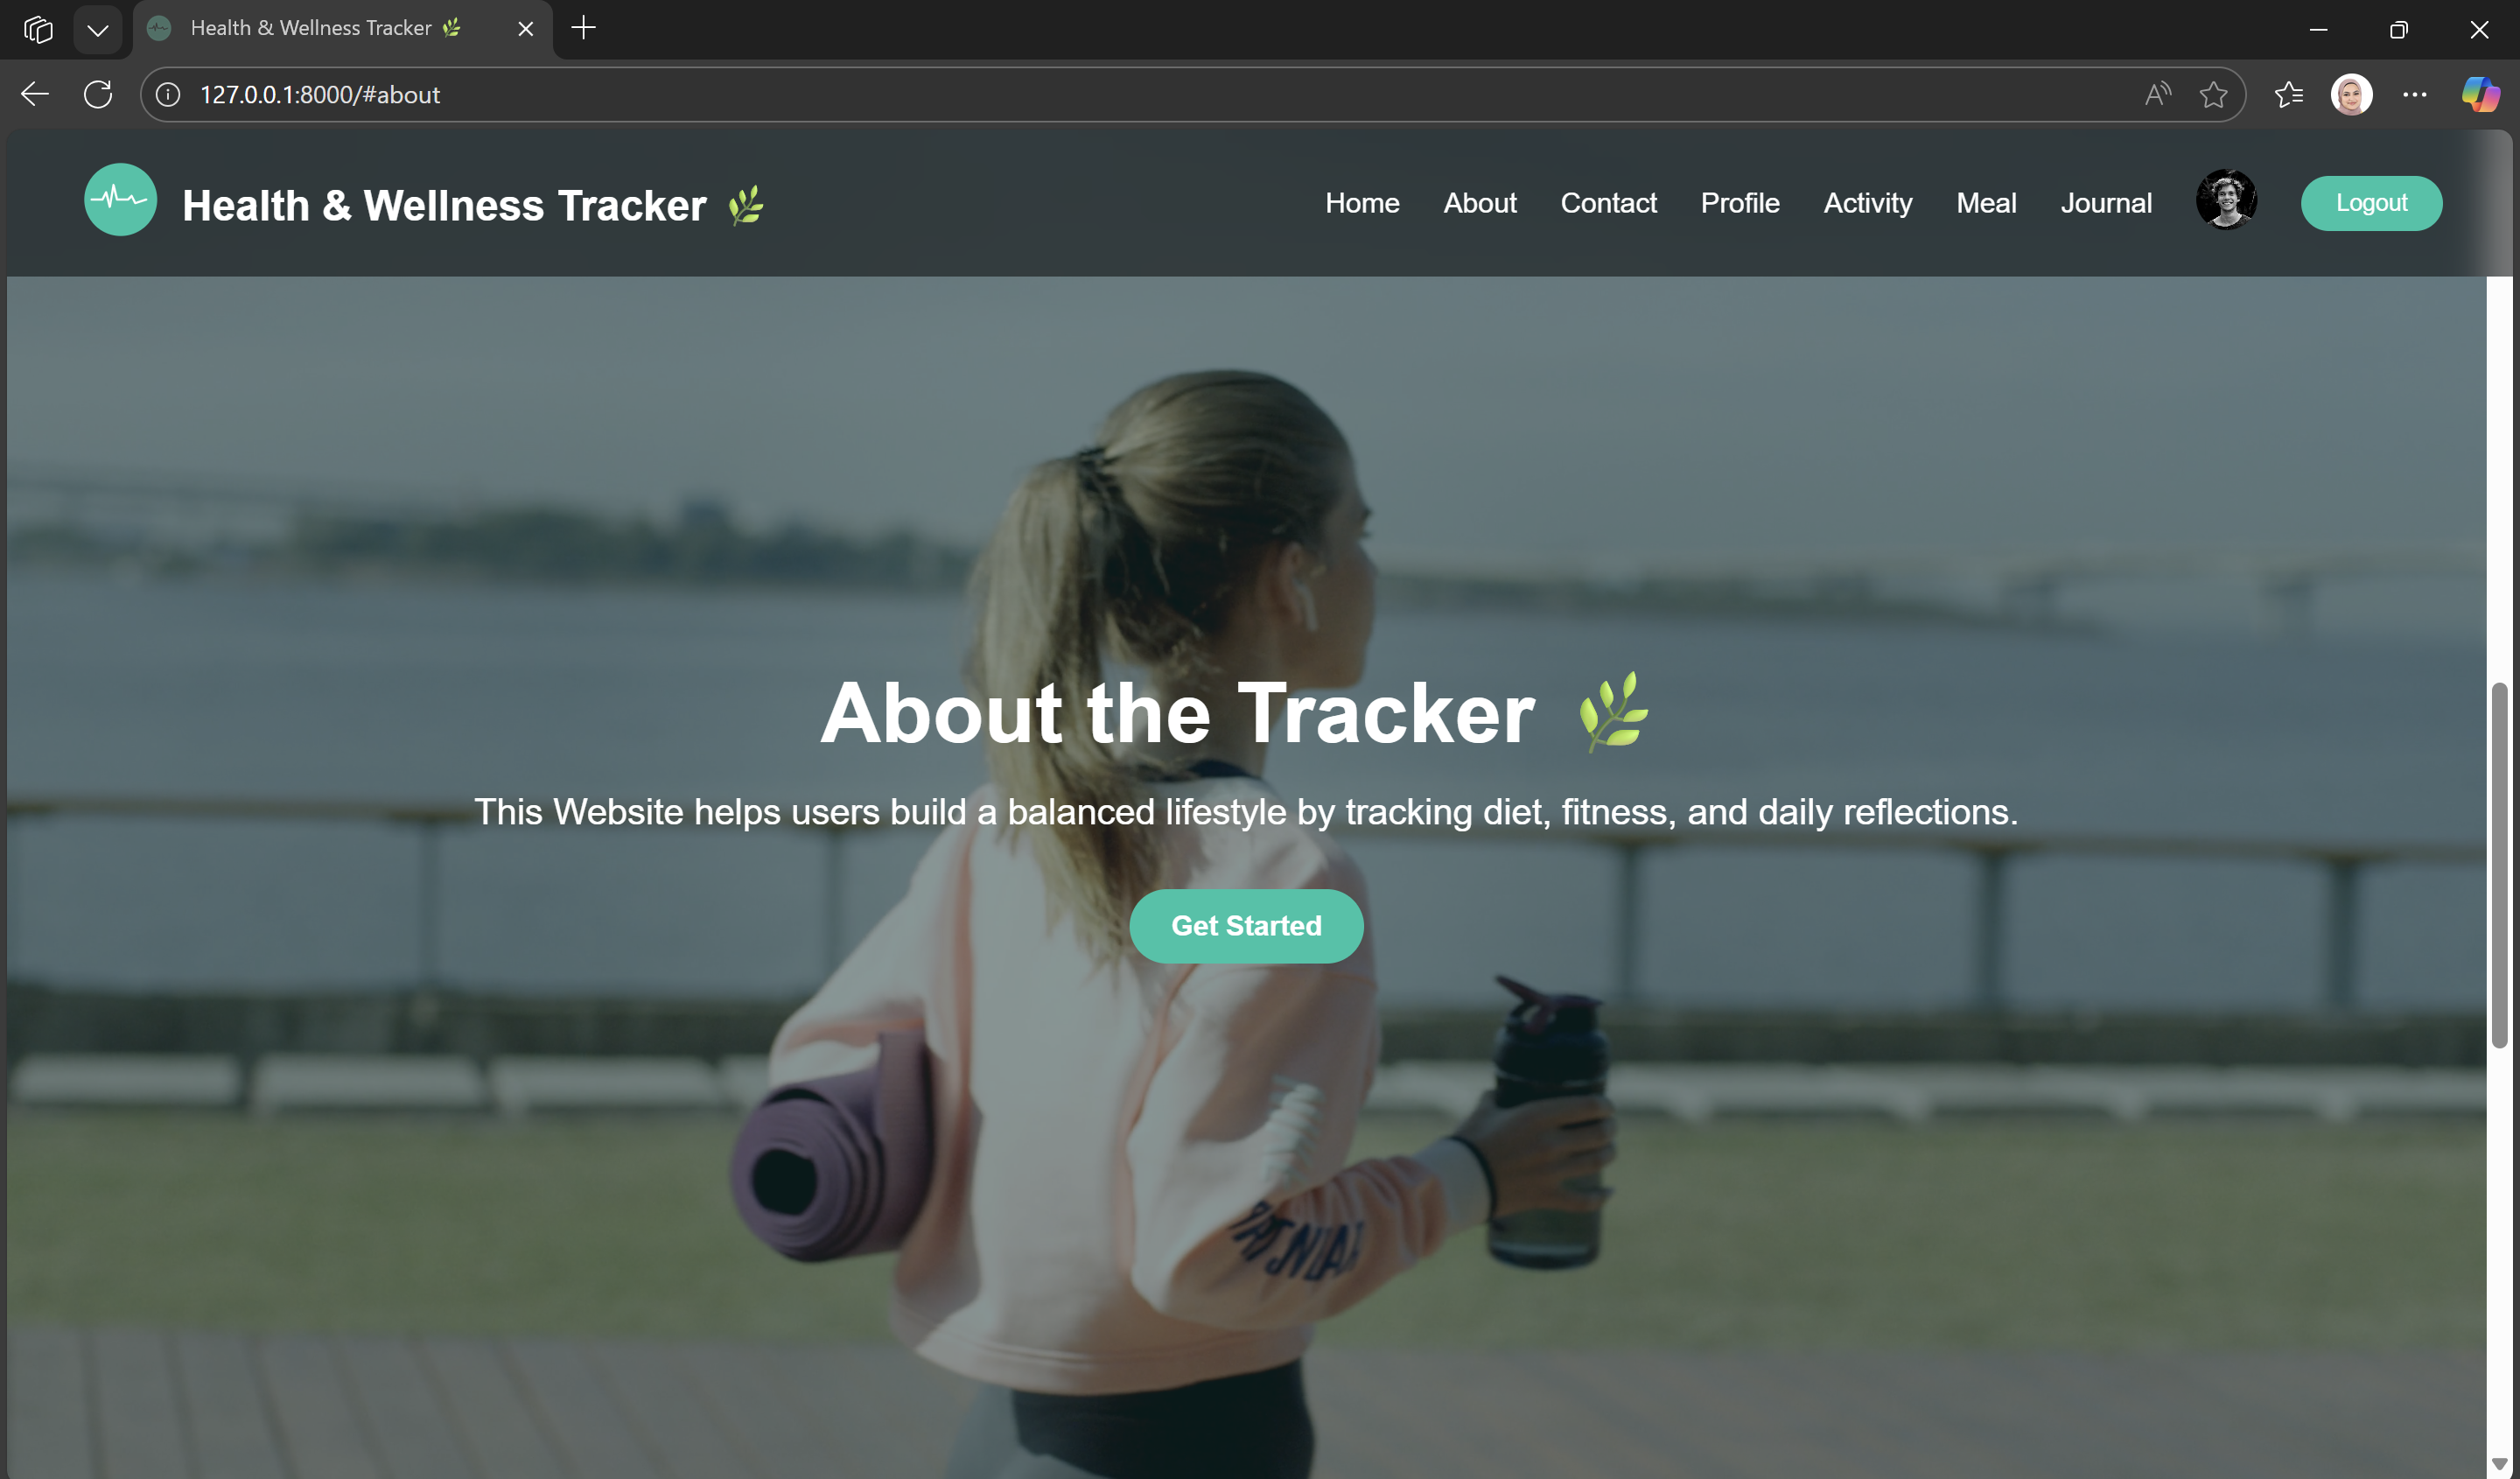 Health & Wellness Tracker 🌿
127.0.0.1:8000/#about
Health & Wellness Tracker 🌿
Home About Contact Profile Activity Meal Journal Logout
About the Tracker 🌿
This Website helps users build a balanced lifestyle by tracking diet, fitness, and daily reflections.
Get Started